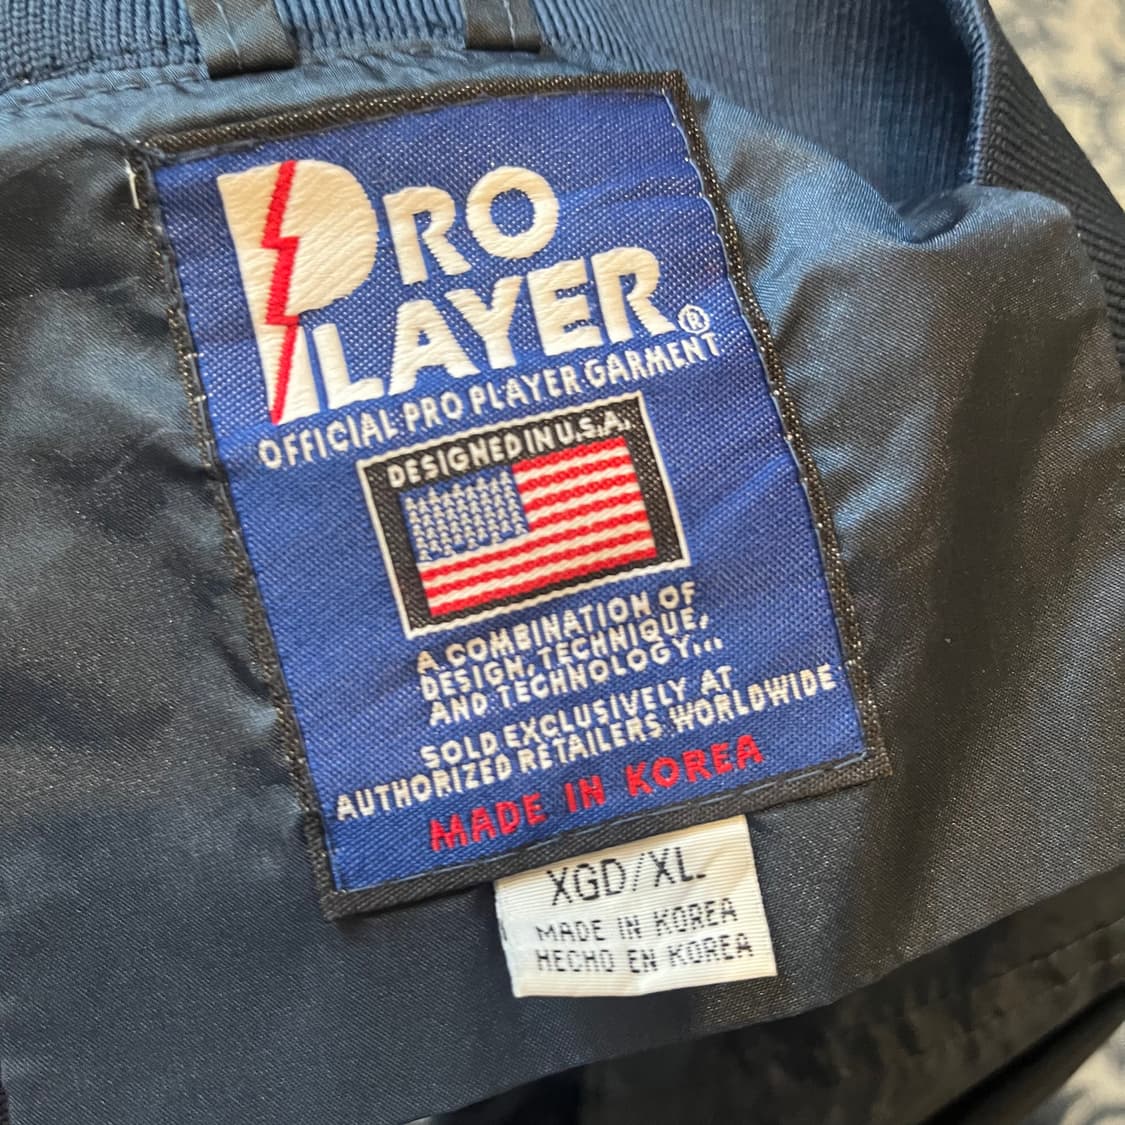 PRO
PLAYER®
OFFICIAL PRO PLAYER GARMENT
DESIGNED IN U.S.A.
A COMBINATION OF
DESIGN, TECHNIQUE,
AND TECHNOLOGY...
SOLD EXCLUSIVELY AT
AUTHORIZED RETAILERS WORLDWIDE
MADE IN KOREA
XGD/XL
MADE IN KOREA
HECHO EN KOREA